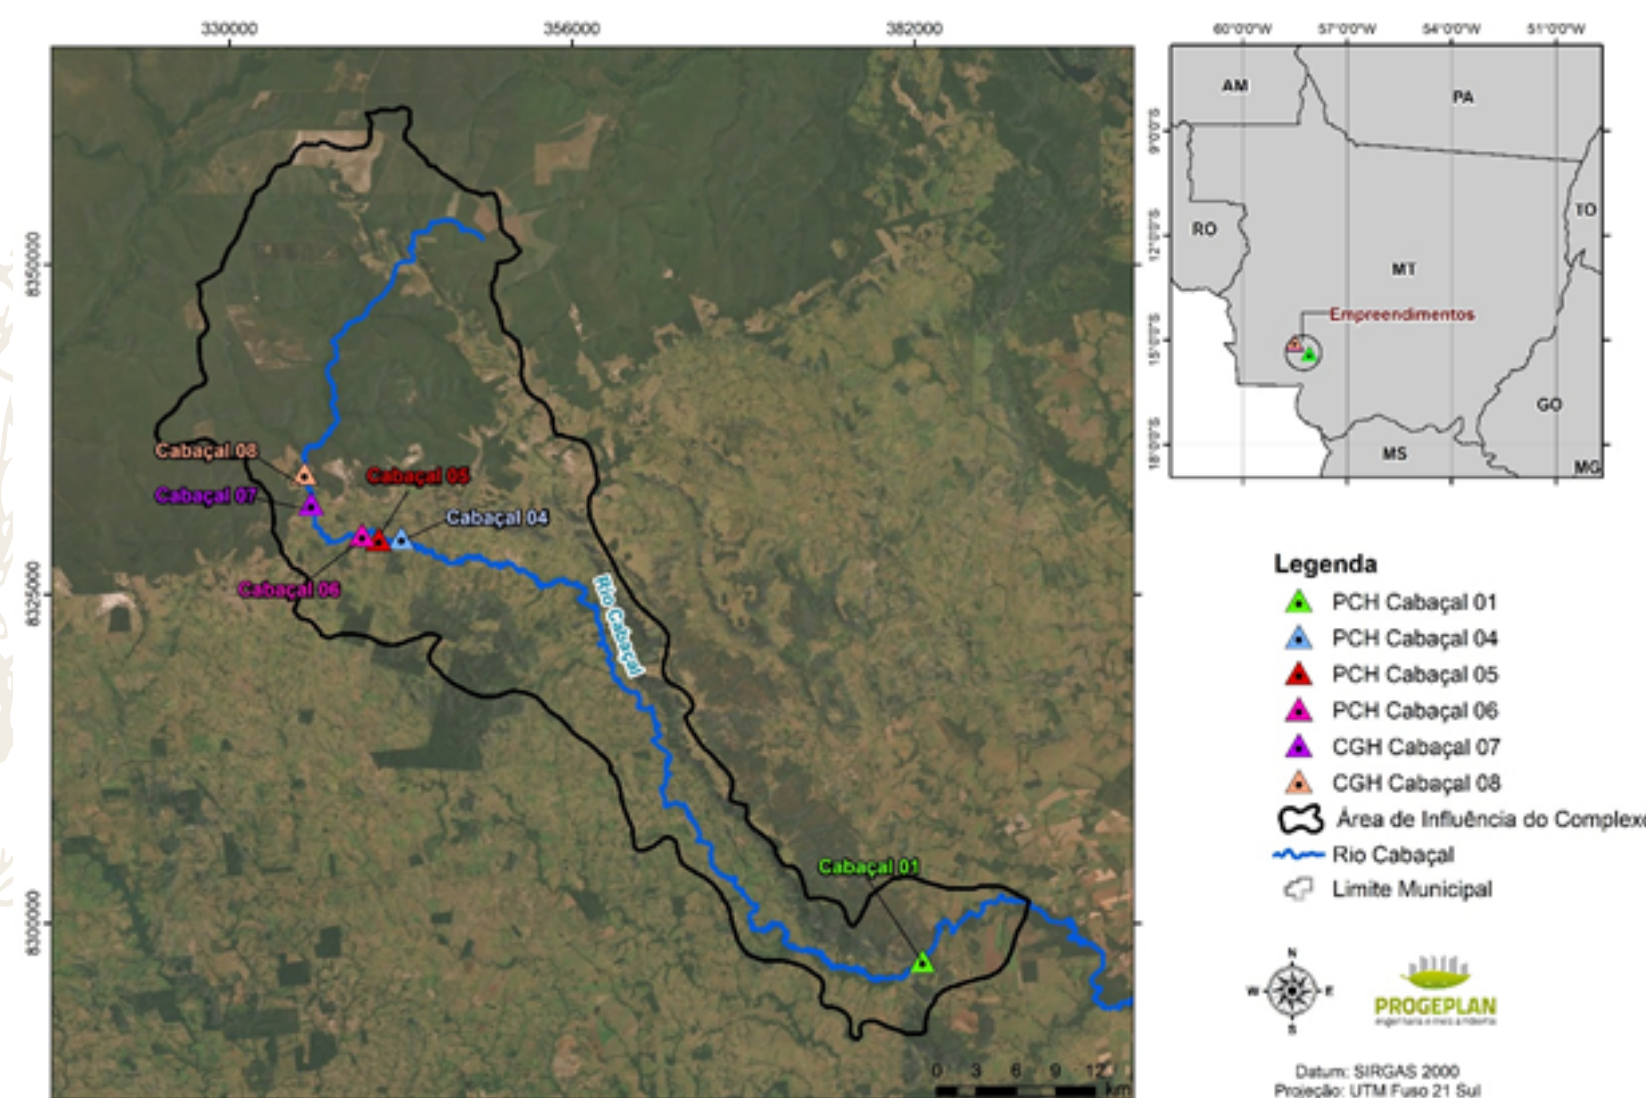 330000
356000
382000
8350000
8325000
8300000
Cabaçal 08
Cabaçal 07
Cabaçal 05
Cabaçal 04
Cabaçal 06
Rio Cabaçal
Cabaçal 01
0 3 6 9 12
km
60°0'0"W
57°0'0"W
54°0'0"W
51°0'0"W
9°0'0"S
12°0'0"S
15°0'0"S
18°0'0"S
AM
PA
RO
TO
MT
Empreendimentos
GO
MS
MG
Legenda
PCH Cabaçal 01
PCH Cabaçal 04
PCH Cabaçal 05
PCH Cabaçal 06
CGH Cabaçal 07
CGH Cabaçal 08
Área de Influência do Complexo
Rio Cabaçal
Limite Municipal
N
W E
S
PROGEPLAN
engenharia e meio ambiente
Datum: SIRGAS 2000
Projeção: UTM Fuso 21 Sul